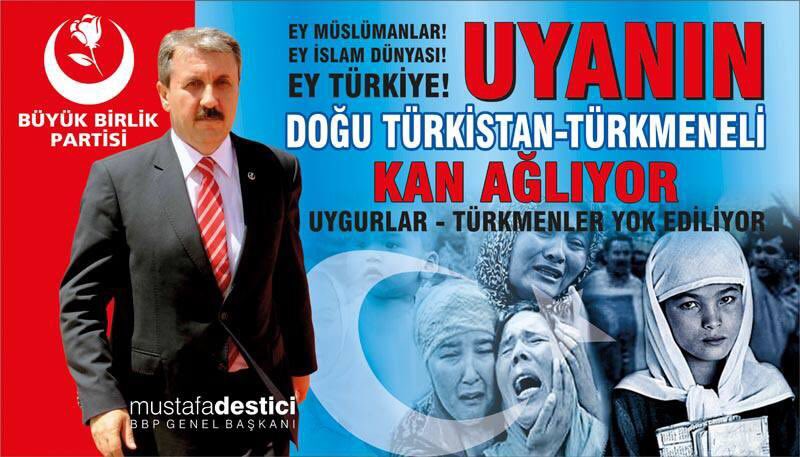 BÜYÜK BİRLİK
PARTİSİ
EY MÜSLÜMANLAR!
EY İSLAM DÜNYASI!
EY TÜRKİYE!
UYANIN
DOĞU TÜRKİSTAN-TÜRKMENELİ
KAN AĞLIYOR
UYGURLAR - TÜRKMENLER YOK EDİLİYOR
mustafadestici
BBP GENEL BAŞKANI